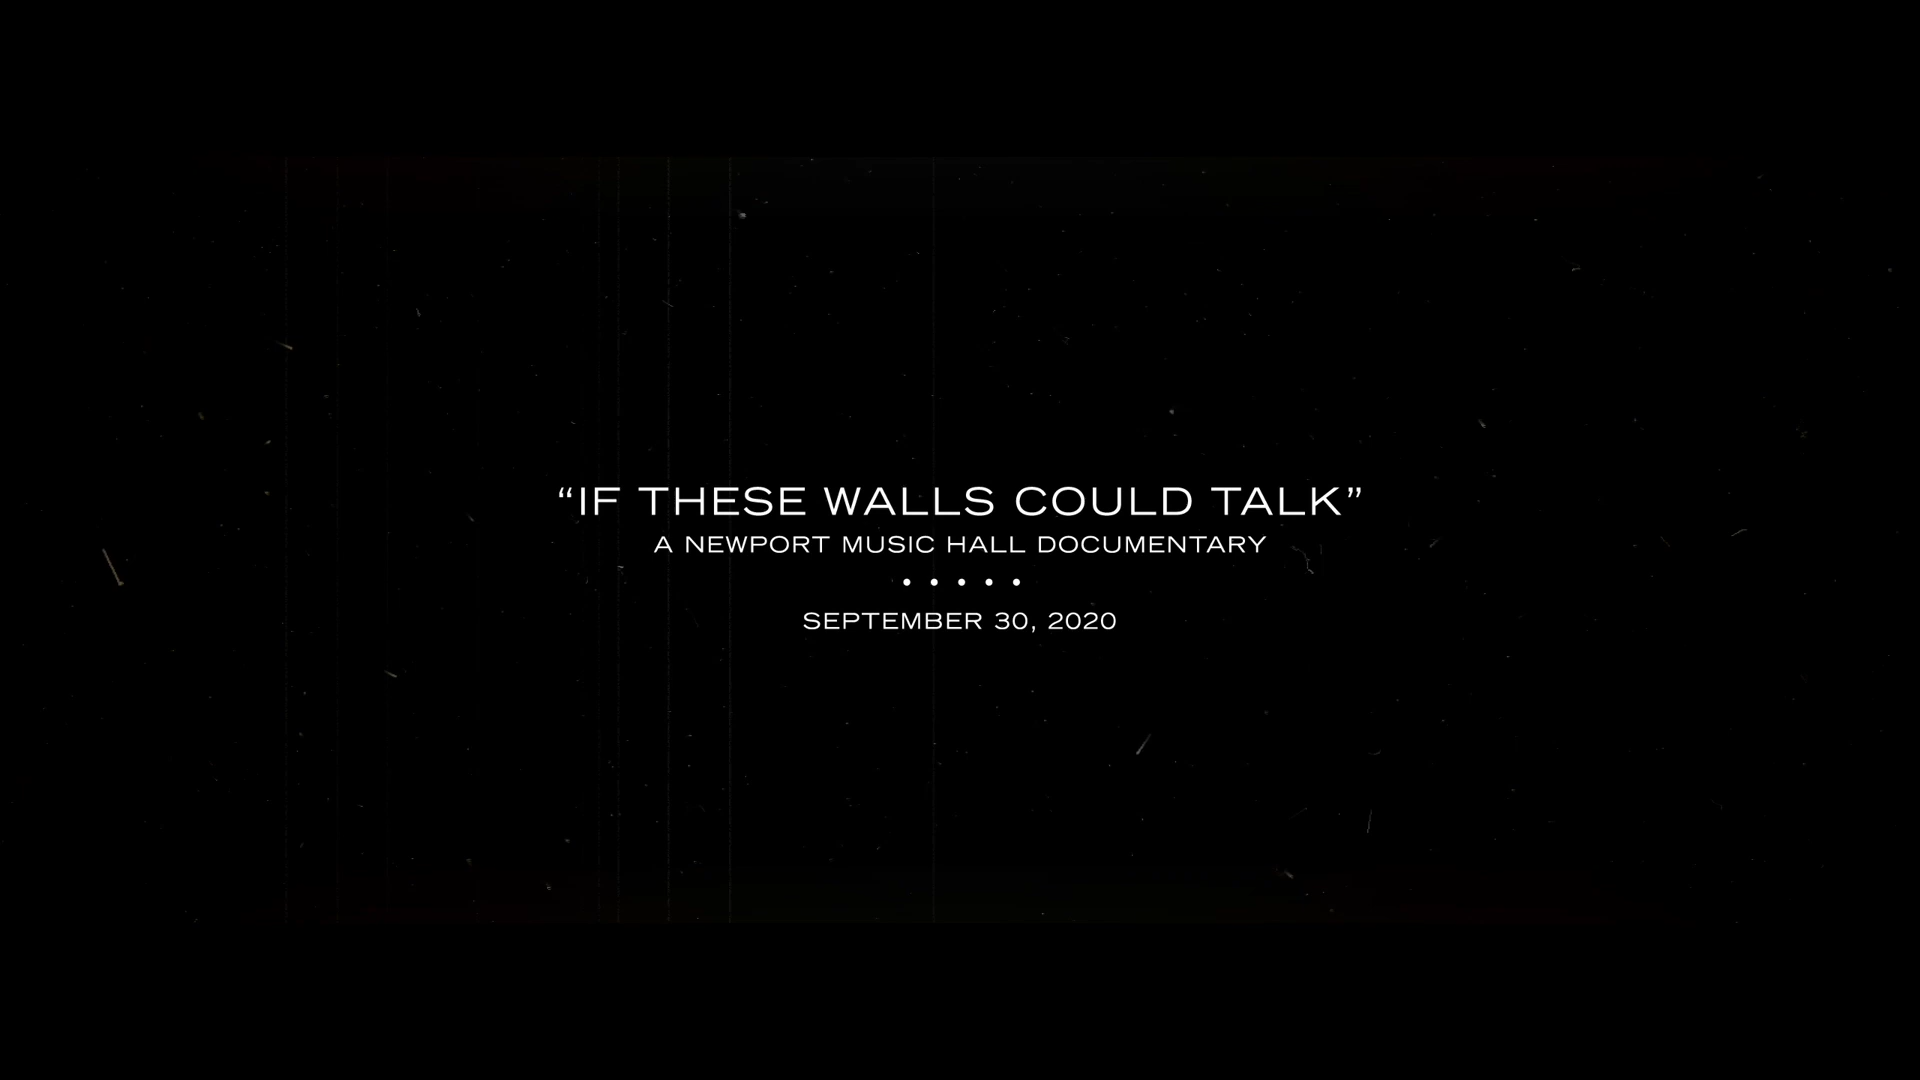 “IF THESE WALLS COULD TALK”
A NEWPORT MUSIC HALL DOCUMENTARY
• • • • •
SEPTEMBER 30, 2020